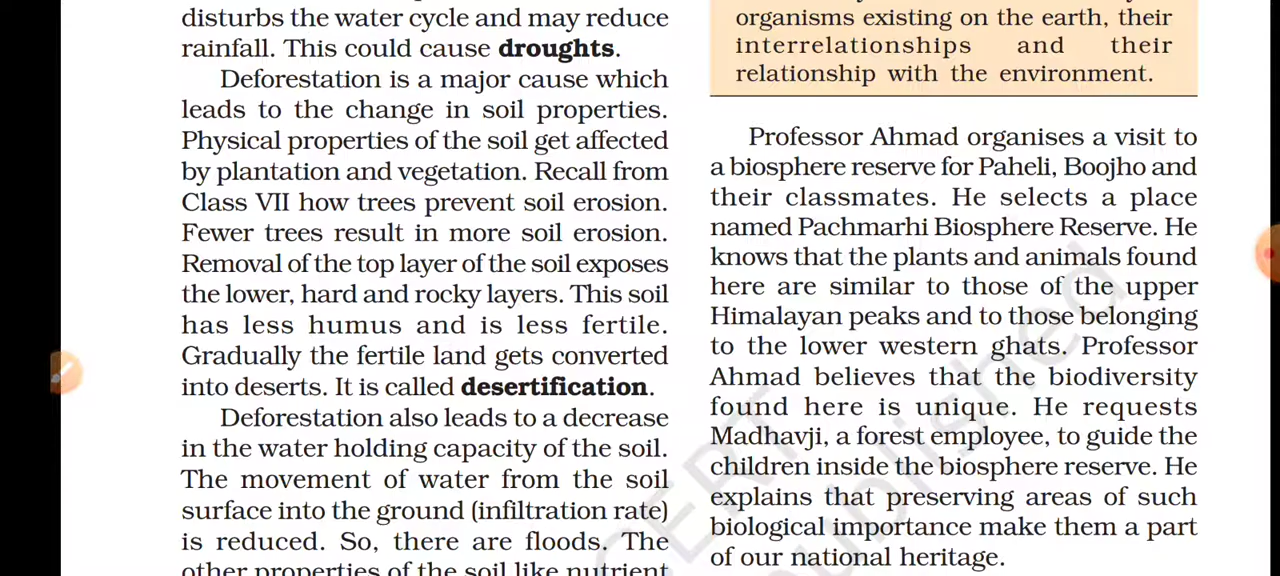 disturbs the water cycle and may reduce
rainfall. This could cause droughts.
Deforestation is a major cause which
leads to the change in soil properties.
Physical properties of the soil get affected
by plantation and vegetation. Recall from
Class VII how trees prevent soil erosion.
Fewer trees result in more soil erosion.
Removal of the top layer of the soil exposes
the lower, hard and rocky layers. This soil
has less humus and is less fertile.
Gradually the fertile land gets converted
into deserts. It is called desertification.
Deforestation also leads to a decrease
in the water holding capacity of the soil.
The movement of water from the soil
surface into the ground (infiltration rate)
is reduced. So, there are floods. The
other properties of the soil like nutrient
organisms existing on the earth, their
interrelationships and their
relationship with the environment.
Professor Ahmad organises a visit to
a biosphere reserve for Paheli, Boojho and
their classmates. He selects a place
named Pachmarhi Biosphere Reserve. He
knows that the plants and animals found
here are similar to those of the upper
Himalayan peaks and to those belonging
to the lower western ghats. Professor
Ahmad believes that the biodiversity
found here is unique. He requests
Madhavji, a forest employee, to guide the
children inside the biosphere reserve. He
explains that preserving areas of such
biological importance make them a part
of our national heritage.